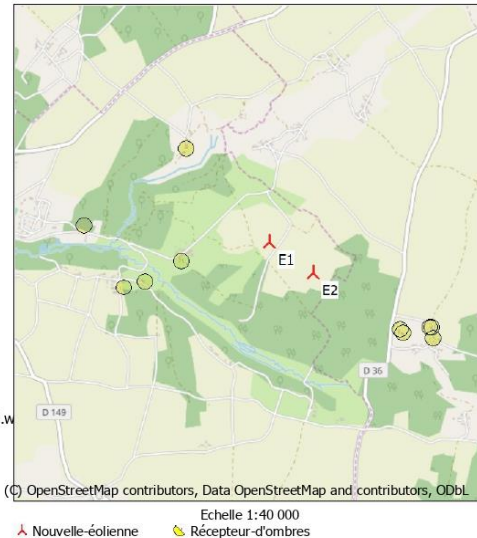 E1
E2
D 36
D 149
.w
(C) OpenStreetMap contributors, Data OpenStreetMap and contributors, ODbL
Echelle 1:40 000
Nouvelle-éolienne Récepteur-d'ombres